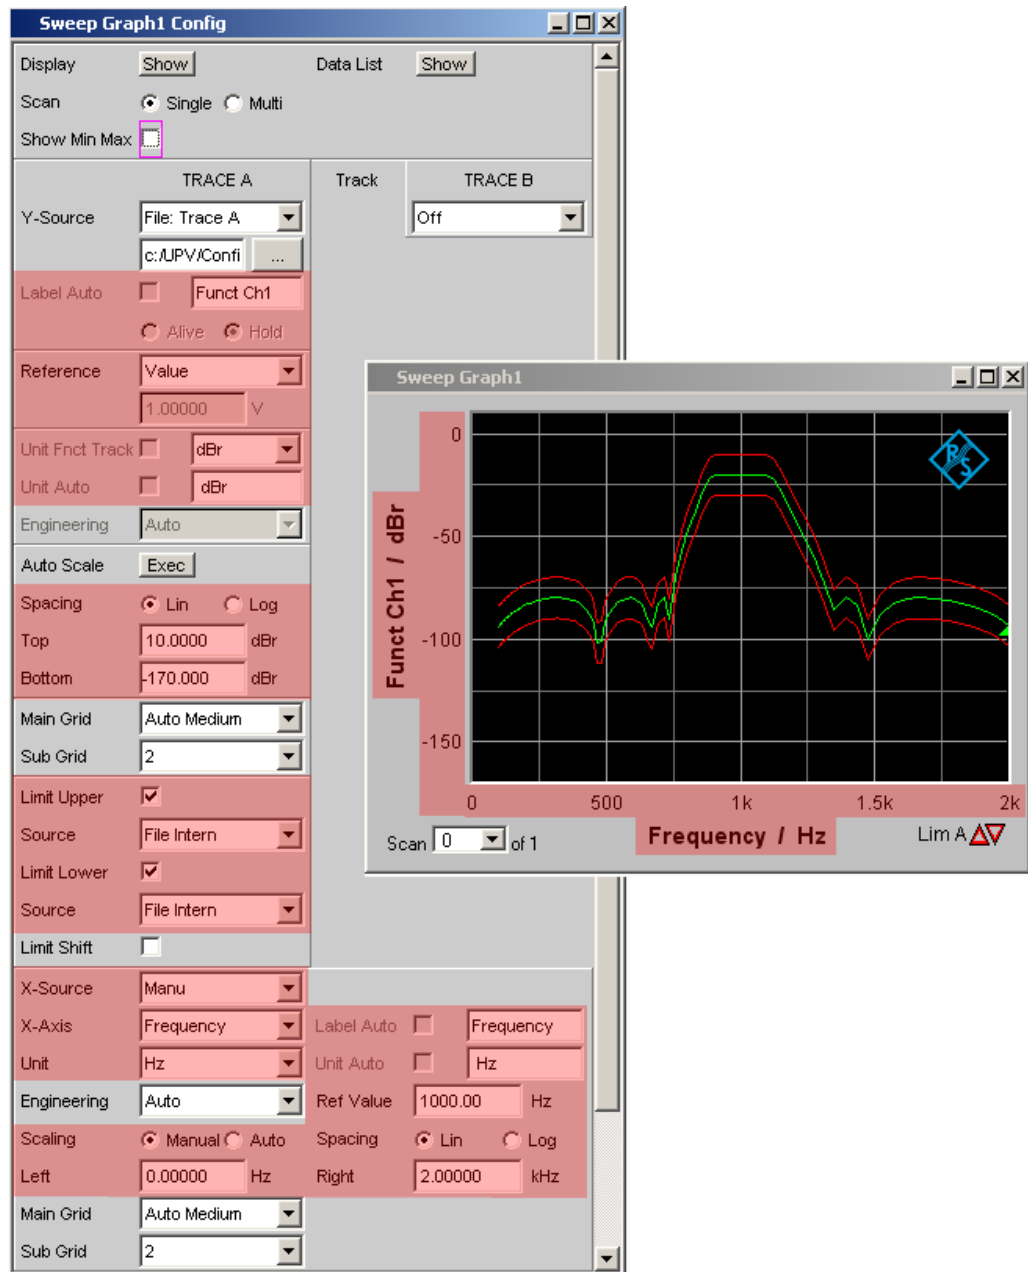 Sweep Graph1 Config
Display Show Data List Show
Scan Single Multi
Show Min Max
TRACE A Track TRACE B
Y-Source File: Trace A Off
c:/UPV/Confi ...
Label Auto Funct Ch1
Alive Hold
Reference Value
1.00000 V
Unit Fnct Track dBr
Unit Auto dBr
Engineering Auto
Auto Scale Exec
Spacing Lin Log
Top 10.0000 dBr
Bottom -170.000 dBr
Main Grid Auto Medium
Sub Grid 2
Limit Upper
Source File Intern
Limit Lower
Source File Intern
Limit Shift
X-Source Manu
X-Axis Frequency Label Auto Frequency
Unit Hz Unit Auto Hz
Engineering Auto Ref Value 1000.00 Hz
Scaling Manual Auto Spacing Lin Log
Left 0.00000 Hz Right 2.00000 kHz
Main Grid Auto Medium
Sub Grid 2
Sweep Graph1
R S
Funct Ch1 / dBr
0
-50
-100
-150
0 500 1k 1.5k 2k
Frequency / Hz
Scan 0 of 1
Lim A